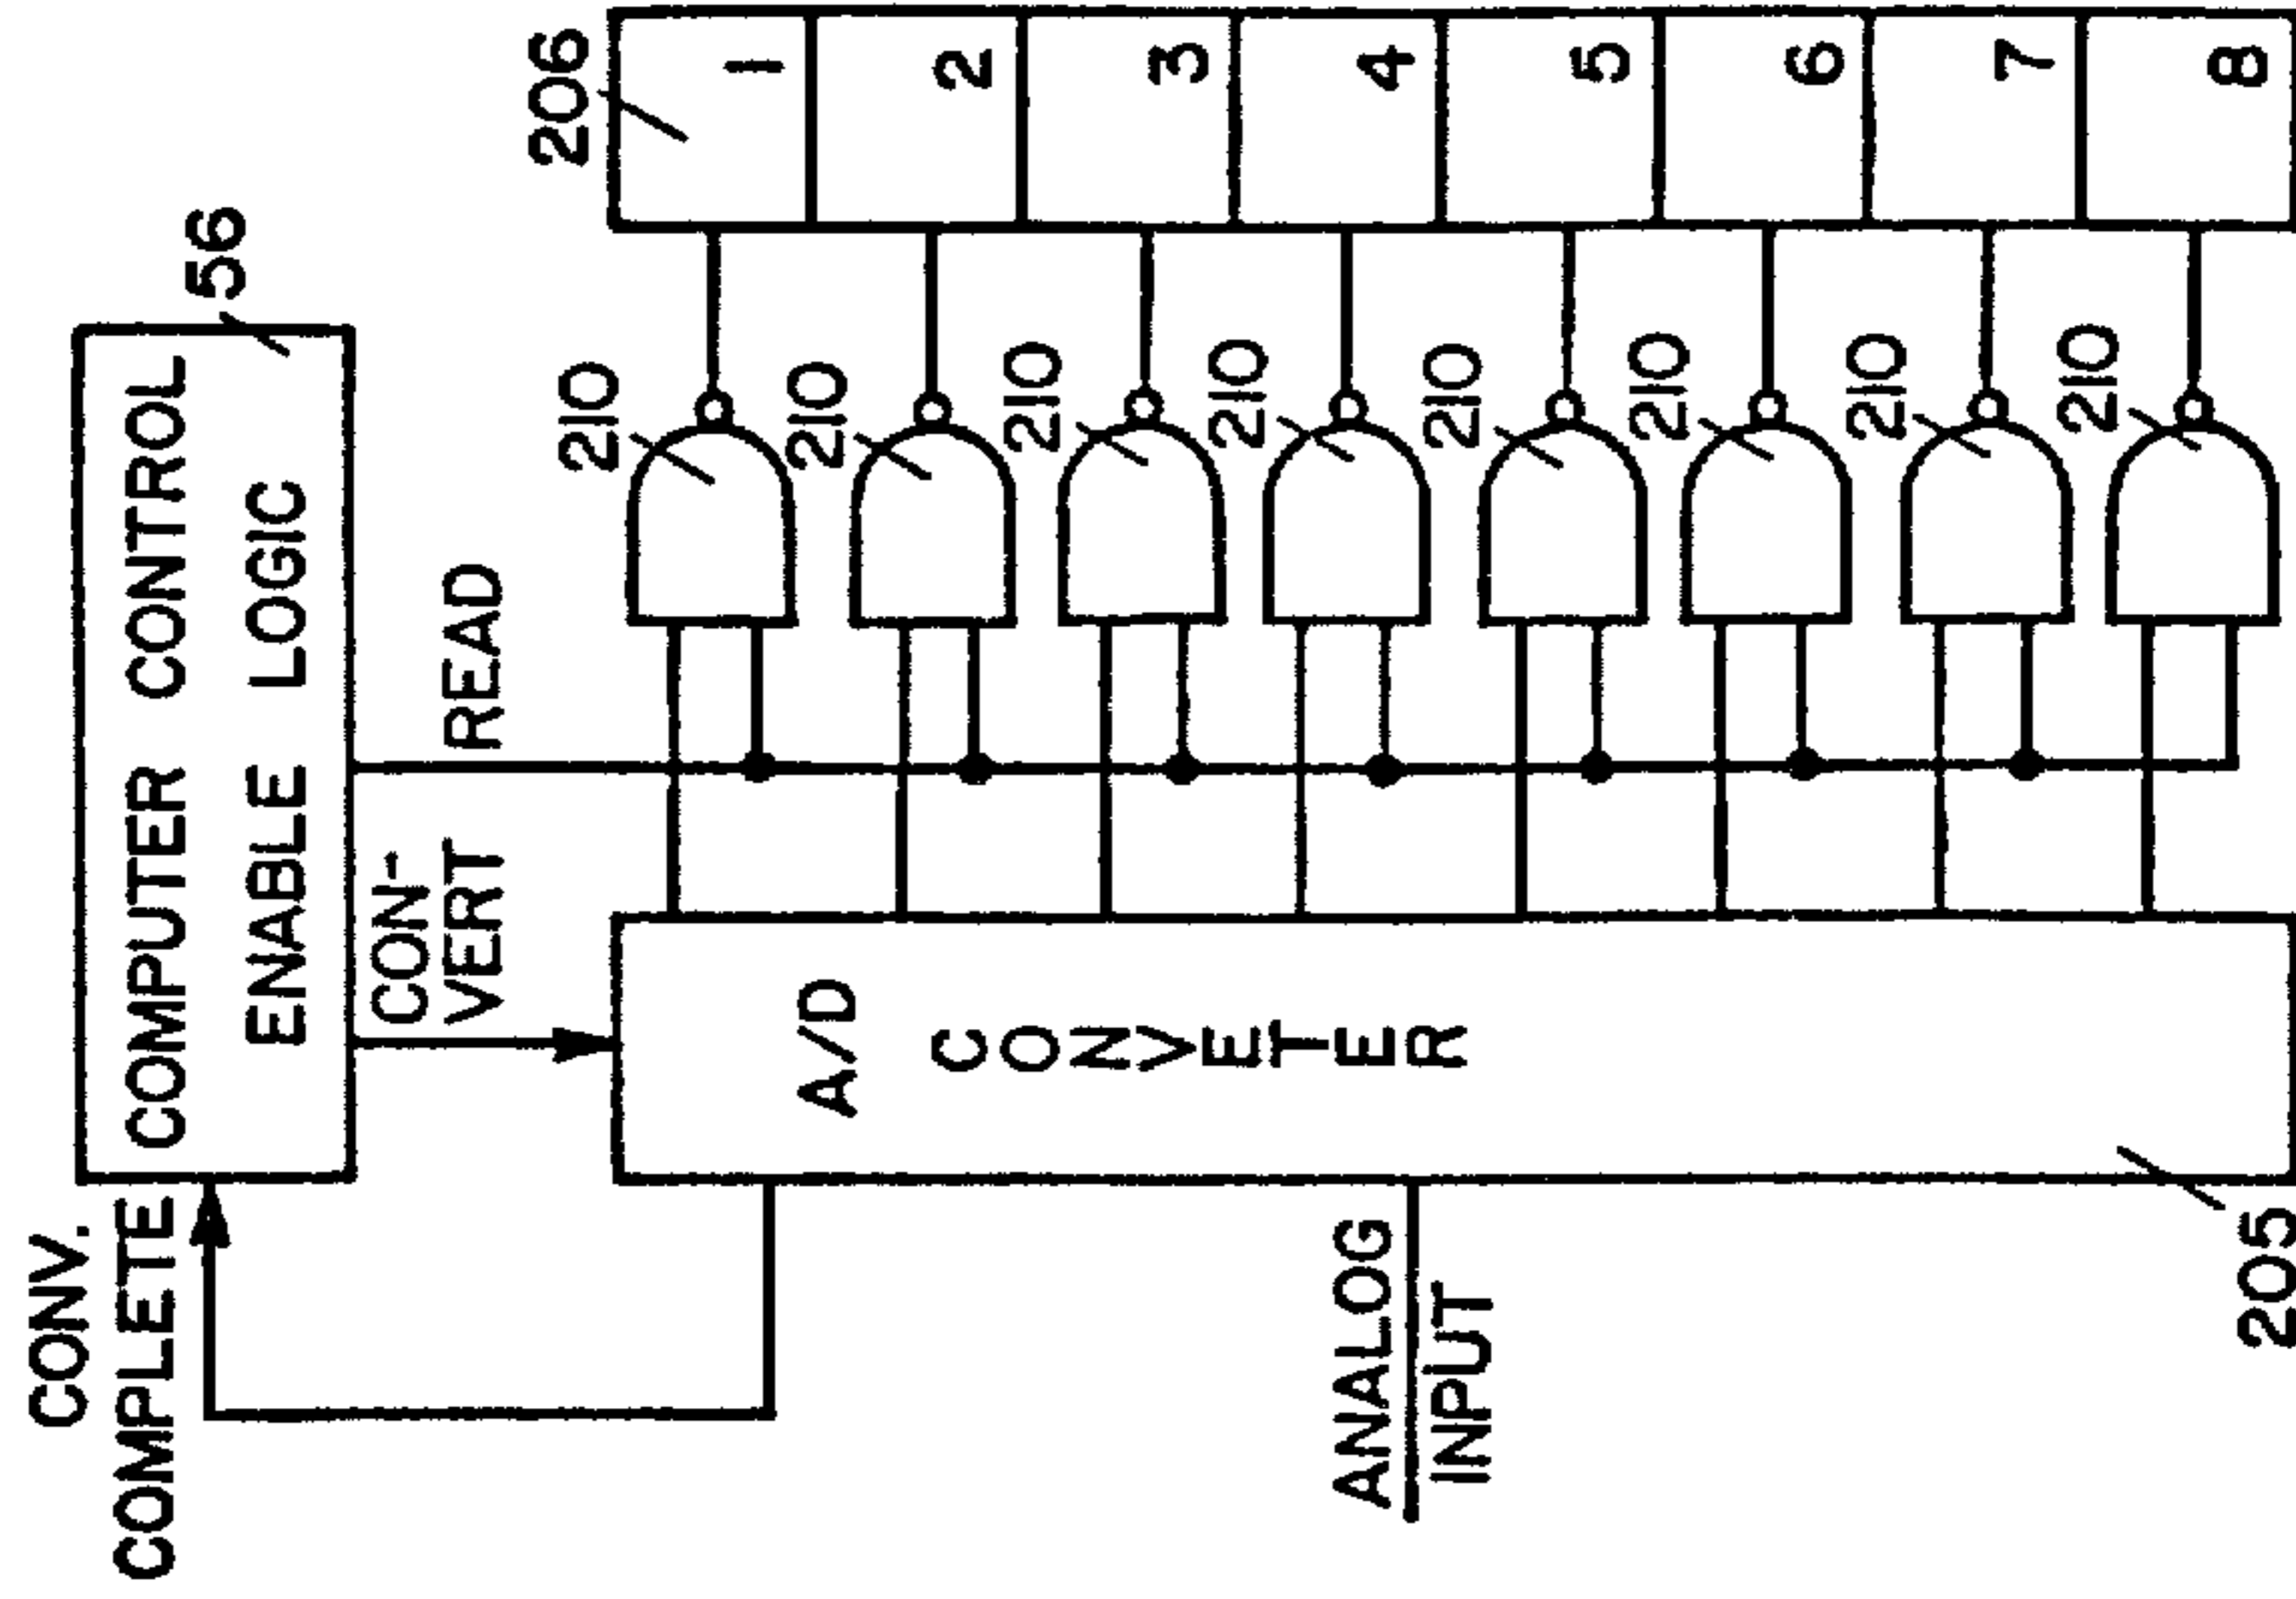 CONV.
COMPLETE
COMPUTER CONTROL
ENABLE LOGIC
56
CON-
VERT
READ
206
210
210
210
210
210
210
210
210
1
2
3
4
5
6
7
8
A/D
CONVETER
ANALOG
INPUT
205